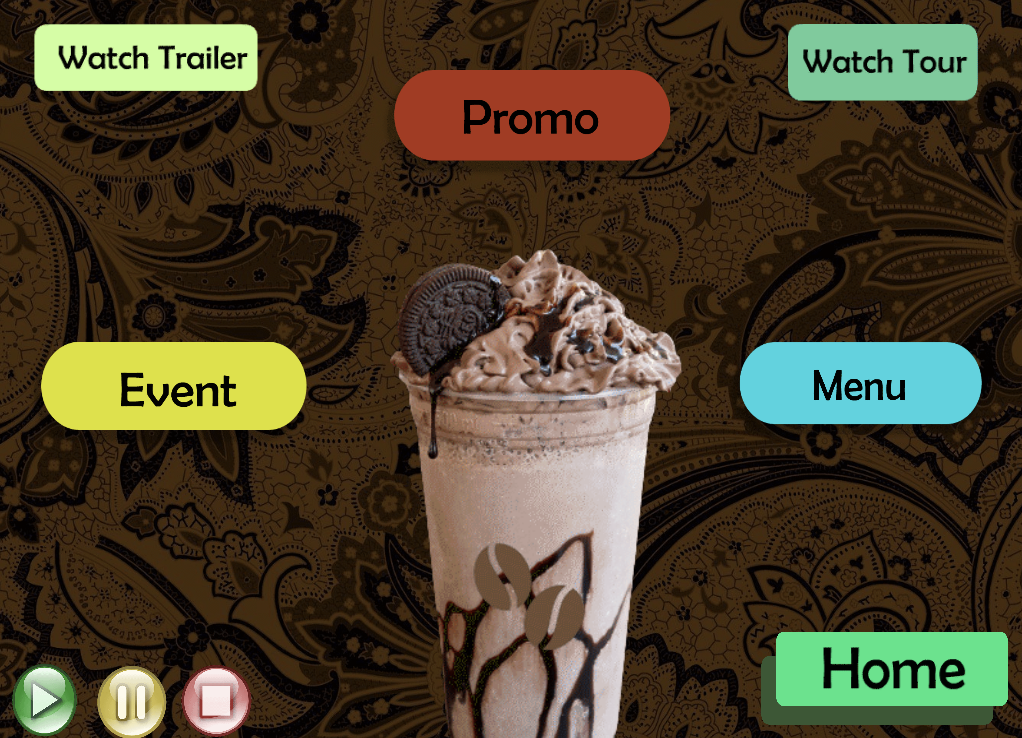 Watch Trailer
Watch Tour
Promo
Event
Menu
Home